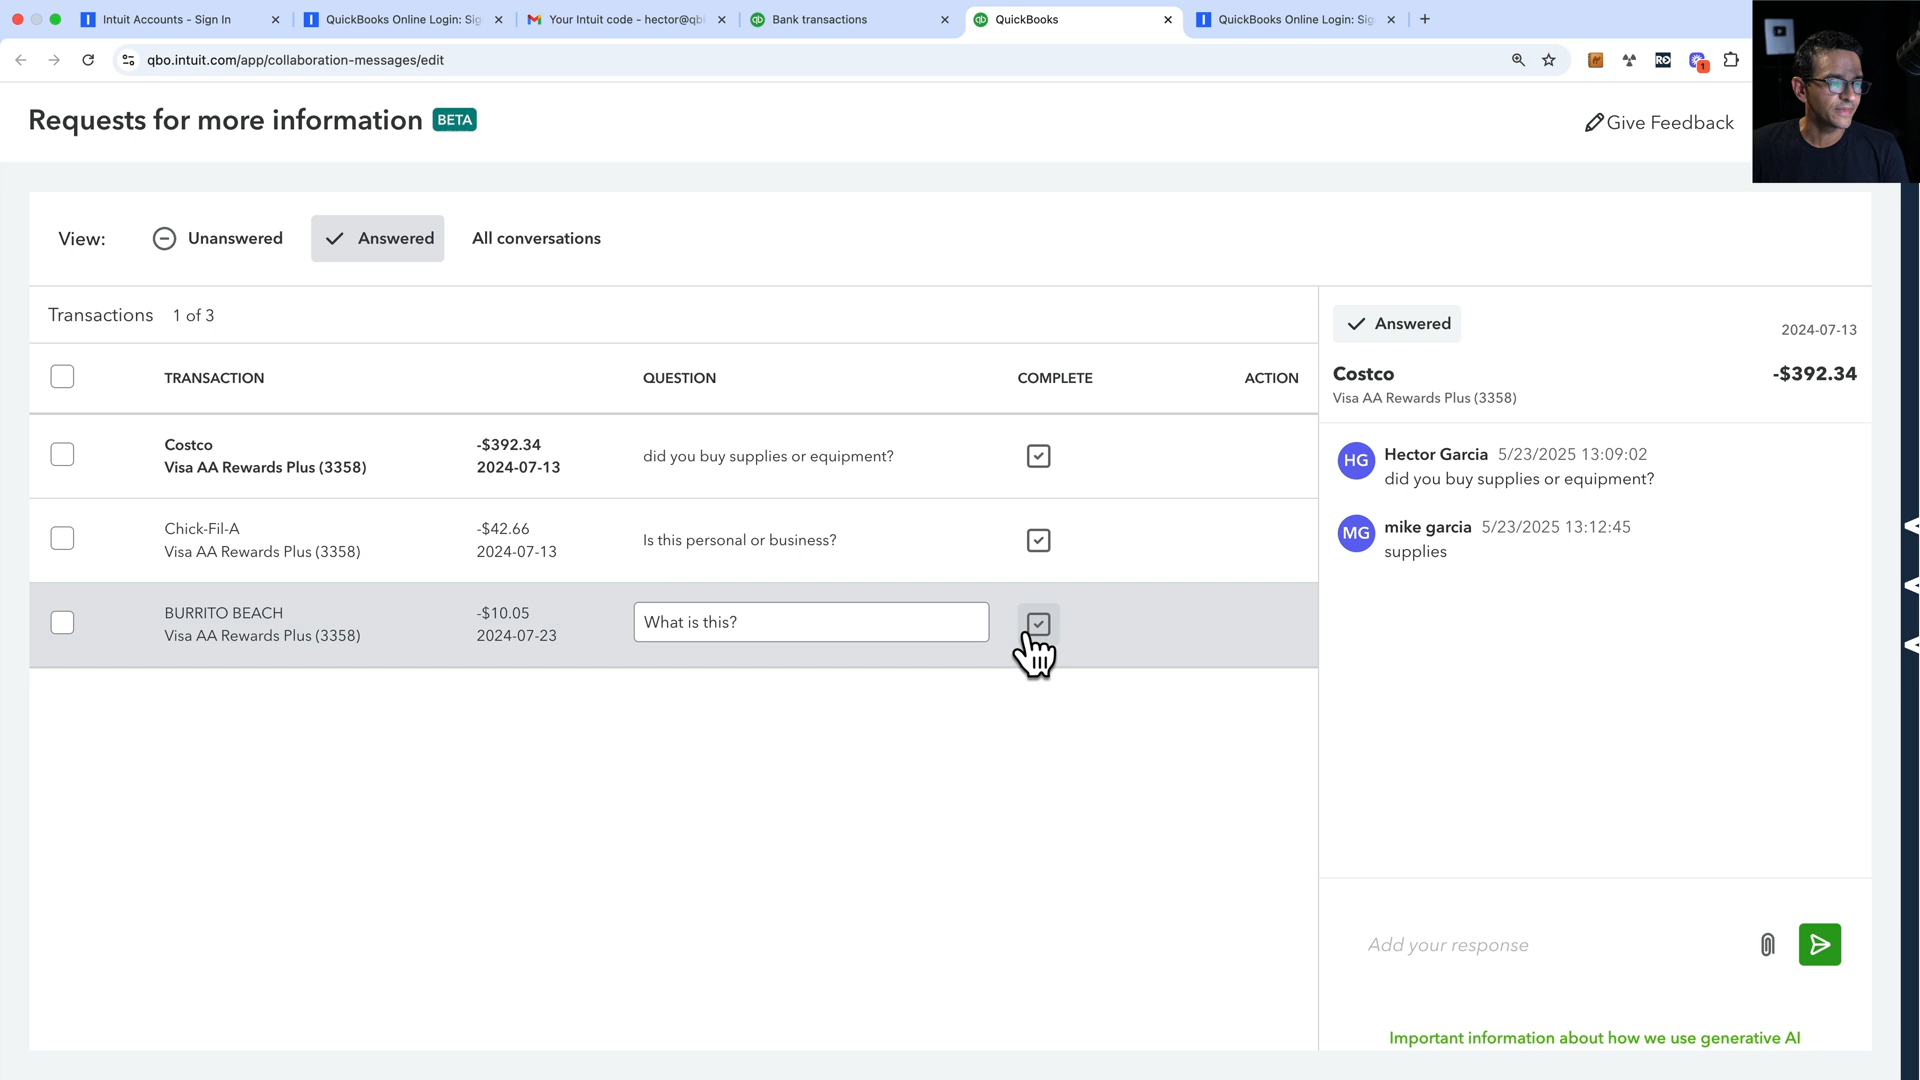 Intuit Accounts - Sign In
QuickBooks Online Login: Sig
Your Intuit code - hector@qb
Bank transactions
QuickBooks
QuickBooks Online Login: Sig
qbo.intuit.com/app/collaboration-messages/edit
1
Requests for more information BETA
Give Feedback
View: Unanswered Answered All conversations
Transactions 1 of 3
TRANSACTION QUESTION COMPLETE ACTION
Costco -$392.34
Visa AA Rewards Plus (3358) 2024-07-13
did you buy supplies or equipment?
Chick-Fil-A -$42.66
Visa AA Rewards Plus (3358) 2024-07-13
Is this personal or business?
BURRITO BEACH -$10.05
Visa AA Rewards Plus (3358) 2024-07-23
What is this?
Answered
2024-07-13
Costco -$392.34
Visa AA Rewards Plus (3358)
HG
Hector Garcia 5/23/2025 13:09:02
did you buy supplies or equipment?
MG
mike garcia 5/23/2025 13:12:45
supplies
Add your response
Important information about how we use generative AI